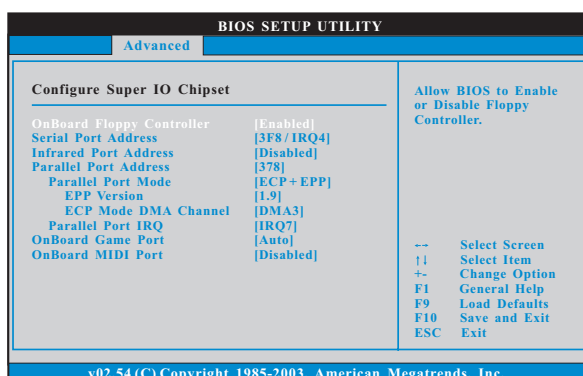 BIOS SETUP UTILITY
Advanced
Configure Super IO Chipset
OnBoard Floppy Controller [Enabled]
Serial Port Address [3F8 / IRQ4]
Infrared Port Address [Disabled]
Parallel Port Address [378]
Parallel Port Mode [ECP + EPP]
EPP Version [1.9]
ECP Mode DMA Channel [DMA3]
Parallel Port IRQ [IRQ7]
OnBoard Game Port [Auto]
OnBoard MIDI Port [Disabled]
Allow BIOS to Enable
or Disable Floppy
Controller.
←→ Select Screen
↑↓ Select Item
+- Change Option
F1 General Help
F9 Load Defaults
F10 Save and Exit
ESC Exit
v02.54 (C) Copyright 1985-2003, American Megatrends, Inc.